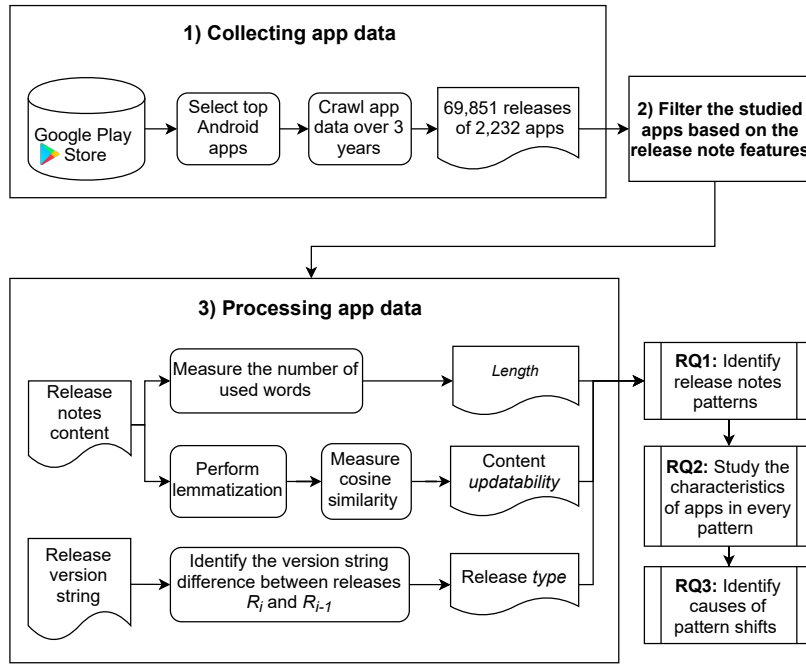 1) Collecting app data
Google Play
Store
Select top
Android
apps
Crawl app
data over 3
years
69,851 releases
of 2,232 apps
2) Filter the studied
apps based on the
release note features
3) Processing app data
Release
notes
content
Measure the number of
used words
Length
Perform
lemmatization
Measure
cosine
similarity
Content
updatability
Release
version
string
Identify the version string
difference between releases
Ri and Ri-1
Release type
RQ1: Identify
release notes
patterns
RQ2: Study the
characteristics
of apps in every
pattern
RQ3: Identify
causes of
pattern shifts